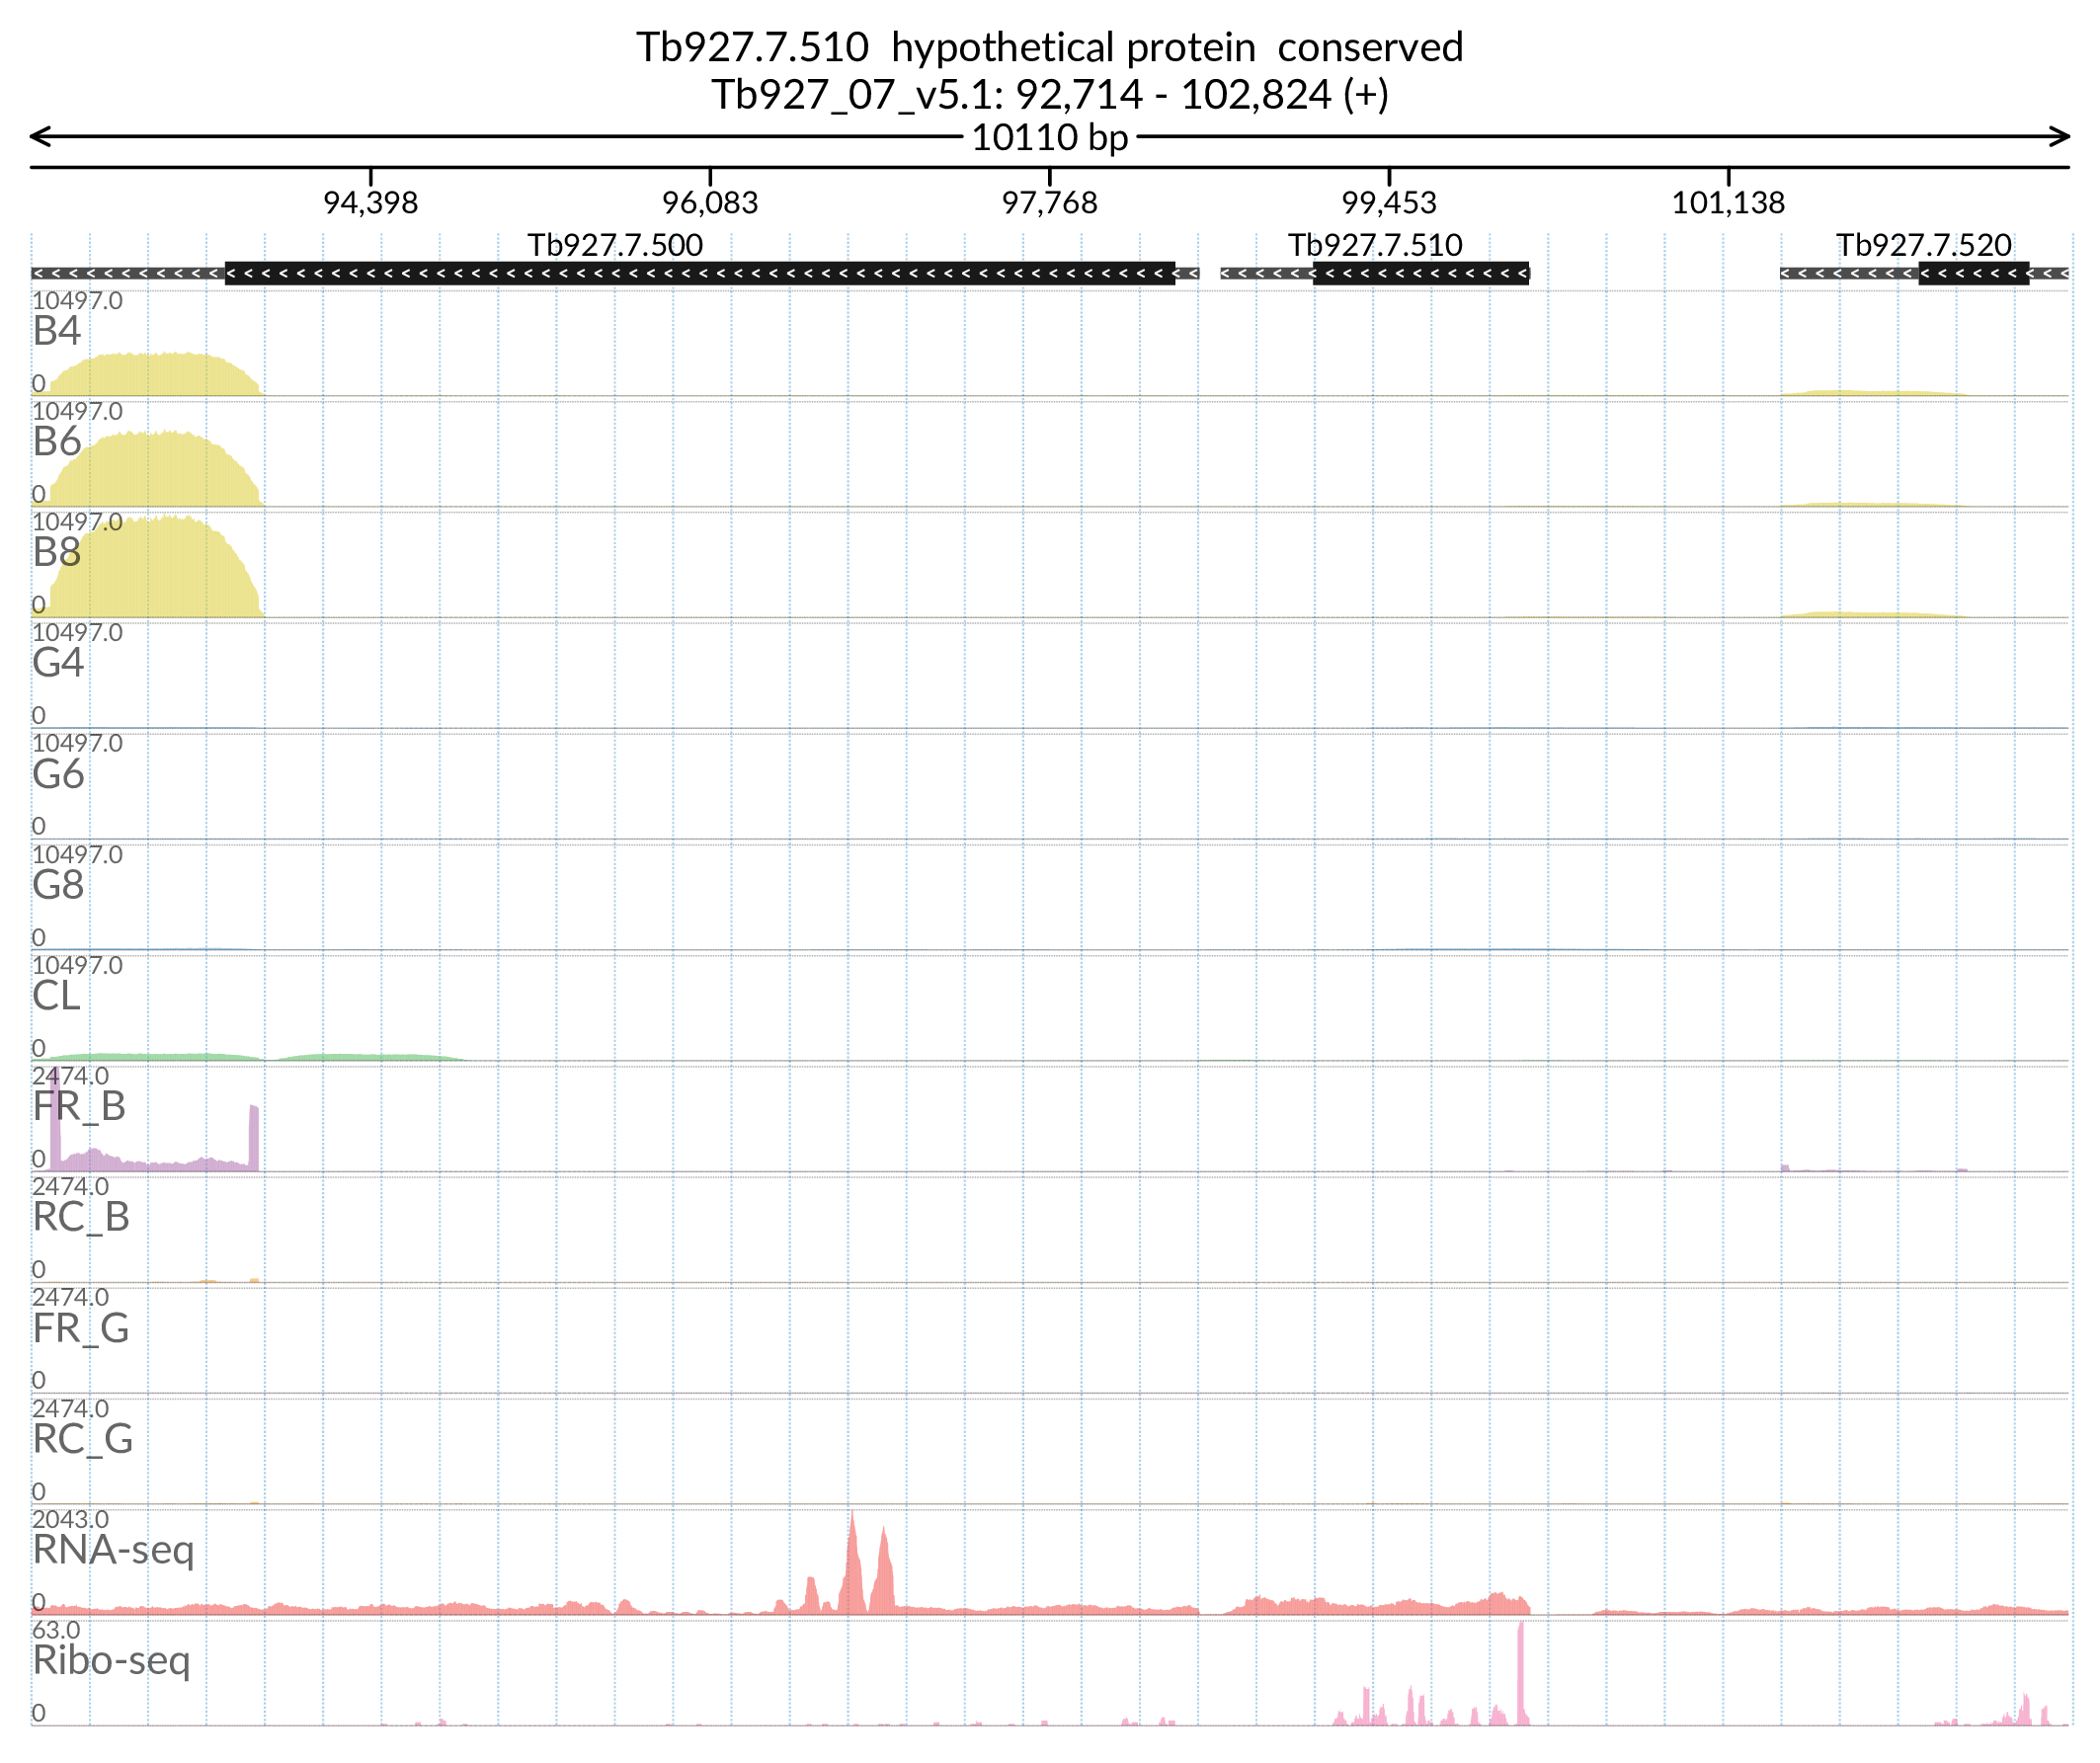 Tb927.7.510  hypothetical protein  conserved
Tb927_07_v5.1: 92,714 - 102,824 (+)
10110 bp
94,398 96,083 97,768 99,453 101,138
Tb927.7.500 Tb927.7.510 Tb927.7.520
10497.0
B4
0
10497.0
B6
0
10497.0
B8
0
10497.0
G4
0
10497.0
G6
0
10497.0
G8
0
10497.0
CL
0
2474.0
FR_B
0
2474.0
RC_B
0
2474.0
FR_G
0
2474.0
RC_G
0
2043.0
RNA-seq
0
63.0
Ribo-seq
0